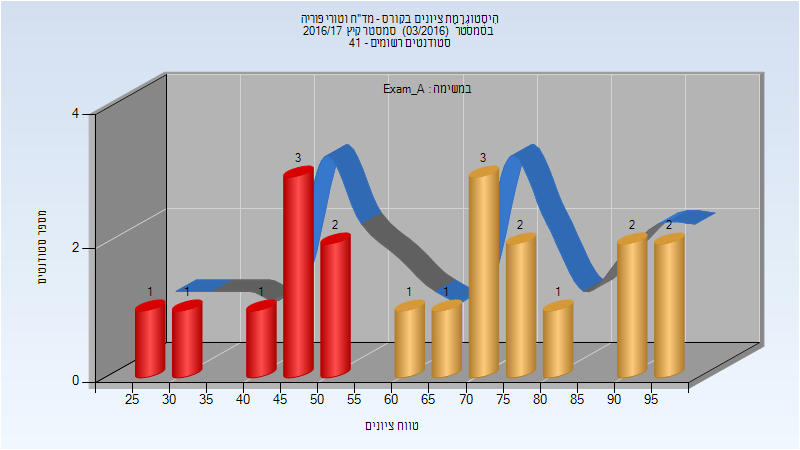 היסטוגרמת ציונים בקורס - מד"ח וטורי פוריה
בסמסטר (03/2016) סמסטר קיץ 2016/17
סטודנטים רשומים - 41
במשימה : Exam_A
מספר סטודנטים
4
2
0
1
1
1
3
2
1
1
3
2
1
2
2
25 30 35 40 45 50 55 60 65 70 75 80 85 90 95
טווח ציונים